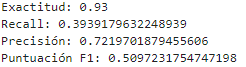 Exactitud: 0.93
Recall: 0.3939179632248939
Precisión: 0.7219701879455606
Puntuación F1: 0.5097231754747198